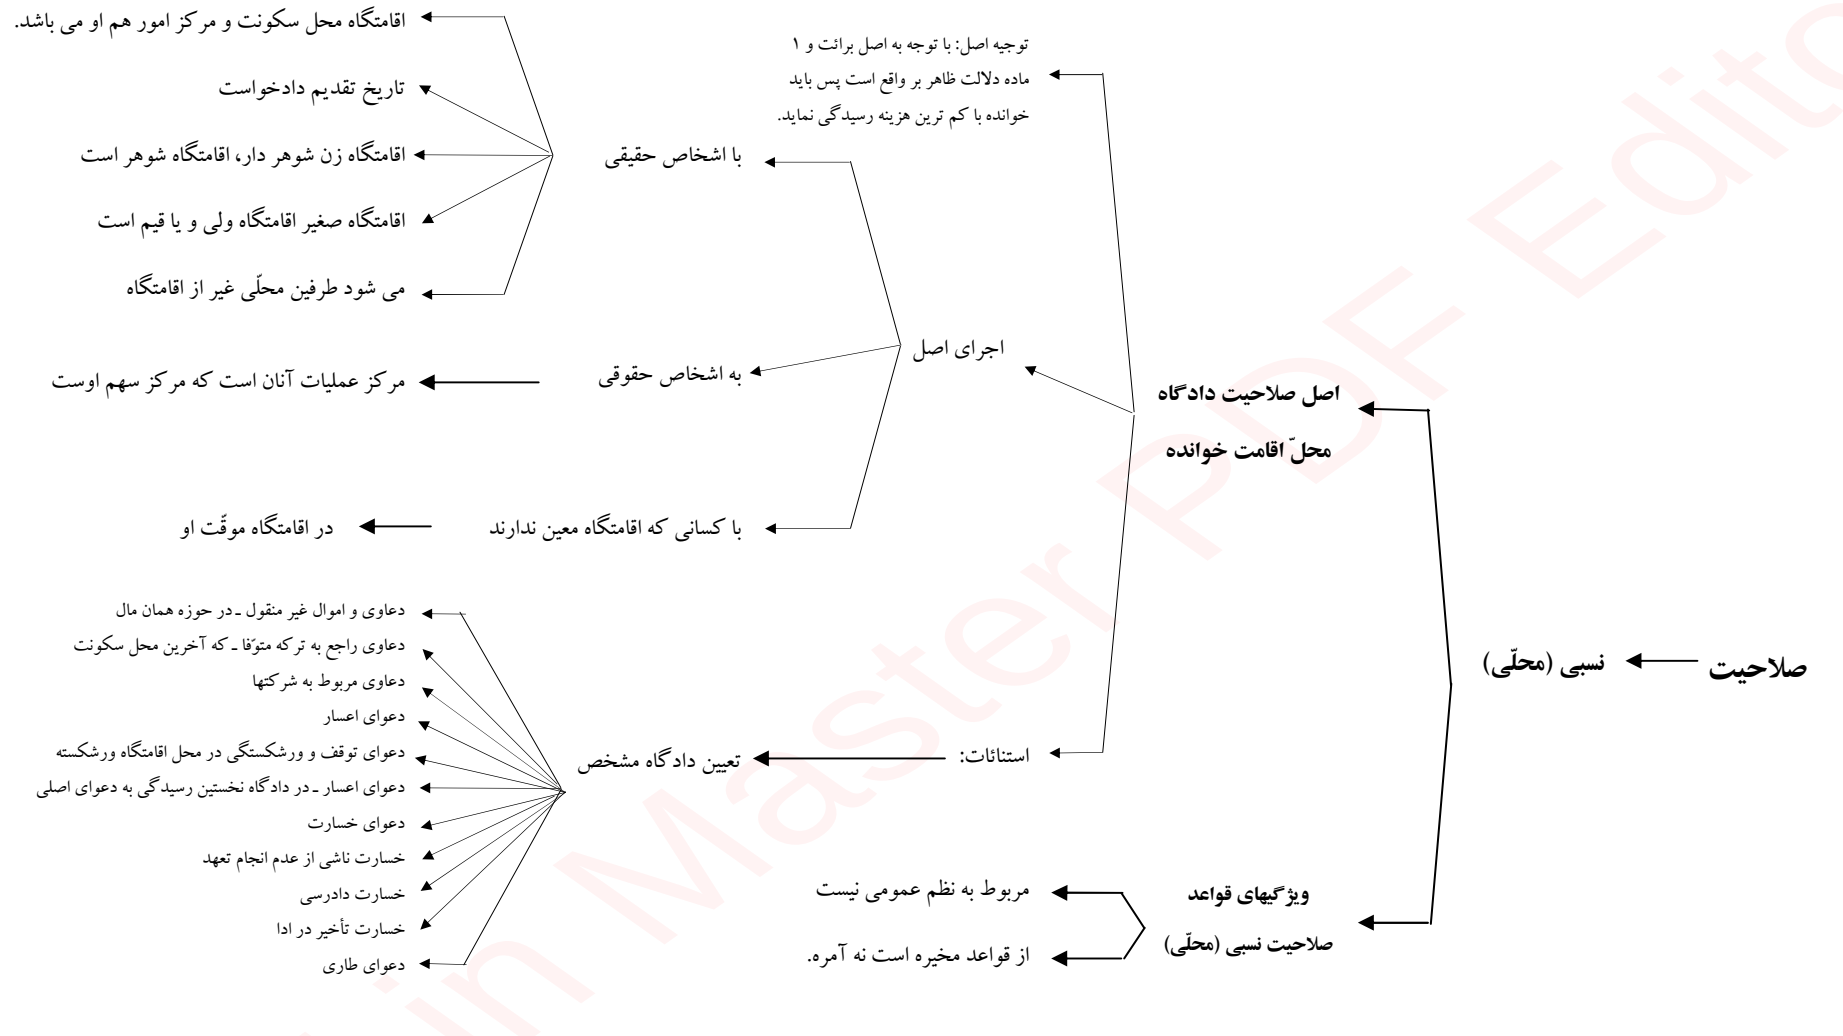 صلاحیت
نسبی (محلّی)
اصل صلاحیت دادگاه
محلّ اقامت خوانده
توجیه اصل: با توجه به اصل برائت و ۱
ماده دلالت ظاهر بر واقع است پس باید
خوانده با کم ترین هزینه رسیدگی نماید.
اجرای اصل
با اشخاص حقیقی
اقامتگاه محل سکونت و مرکز امور هم او می باشد.
تاریخ تقدیم دادخواست
اقامتگاه زن شوهر دار، اقامتگاه شوهر است
اقامتگاه صغیر اقامتگاه ولی و یا قیم است
می شود طرفین محلّی غیر از اقامتگاه
به اشخاص حقوقی
مرکز عملیات آنان است که مرکز سهم اوست
با کسانی که اقامتگاه معین ندارند
در اقامتگاه موقّت او
استنائات:
تعیین دادگاه مشخص
دعاوی و اموال غیر منقول ـ در حوزه همان مال
دعاوی راجع به ترکه متوّفا ـ که آخرین محل سکونت
دعاوی مربوط به شرکتها
دعوای اعسار
دعوای توقف و ورشکستگی در محل اقامتگاه ورشکسته
دعوای اعسار ـ در دادگاه نخستین رسیدگی به دعوای اصلی
دعوای خسارت
خسارت ناشی از عدم انجام تعهد
خسارت دادرسی
خسارت تأخیر در ادا
دعوای طاری
ویژگیهای قواعد
صلاحیت نسبی (محلّی)
مربوط به نظم عمومی نیست
از قواعد مخیره است نه آمره.
in Master PDF Edito